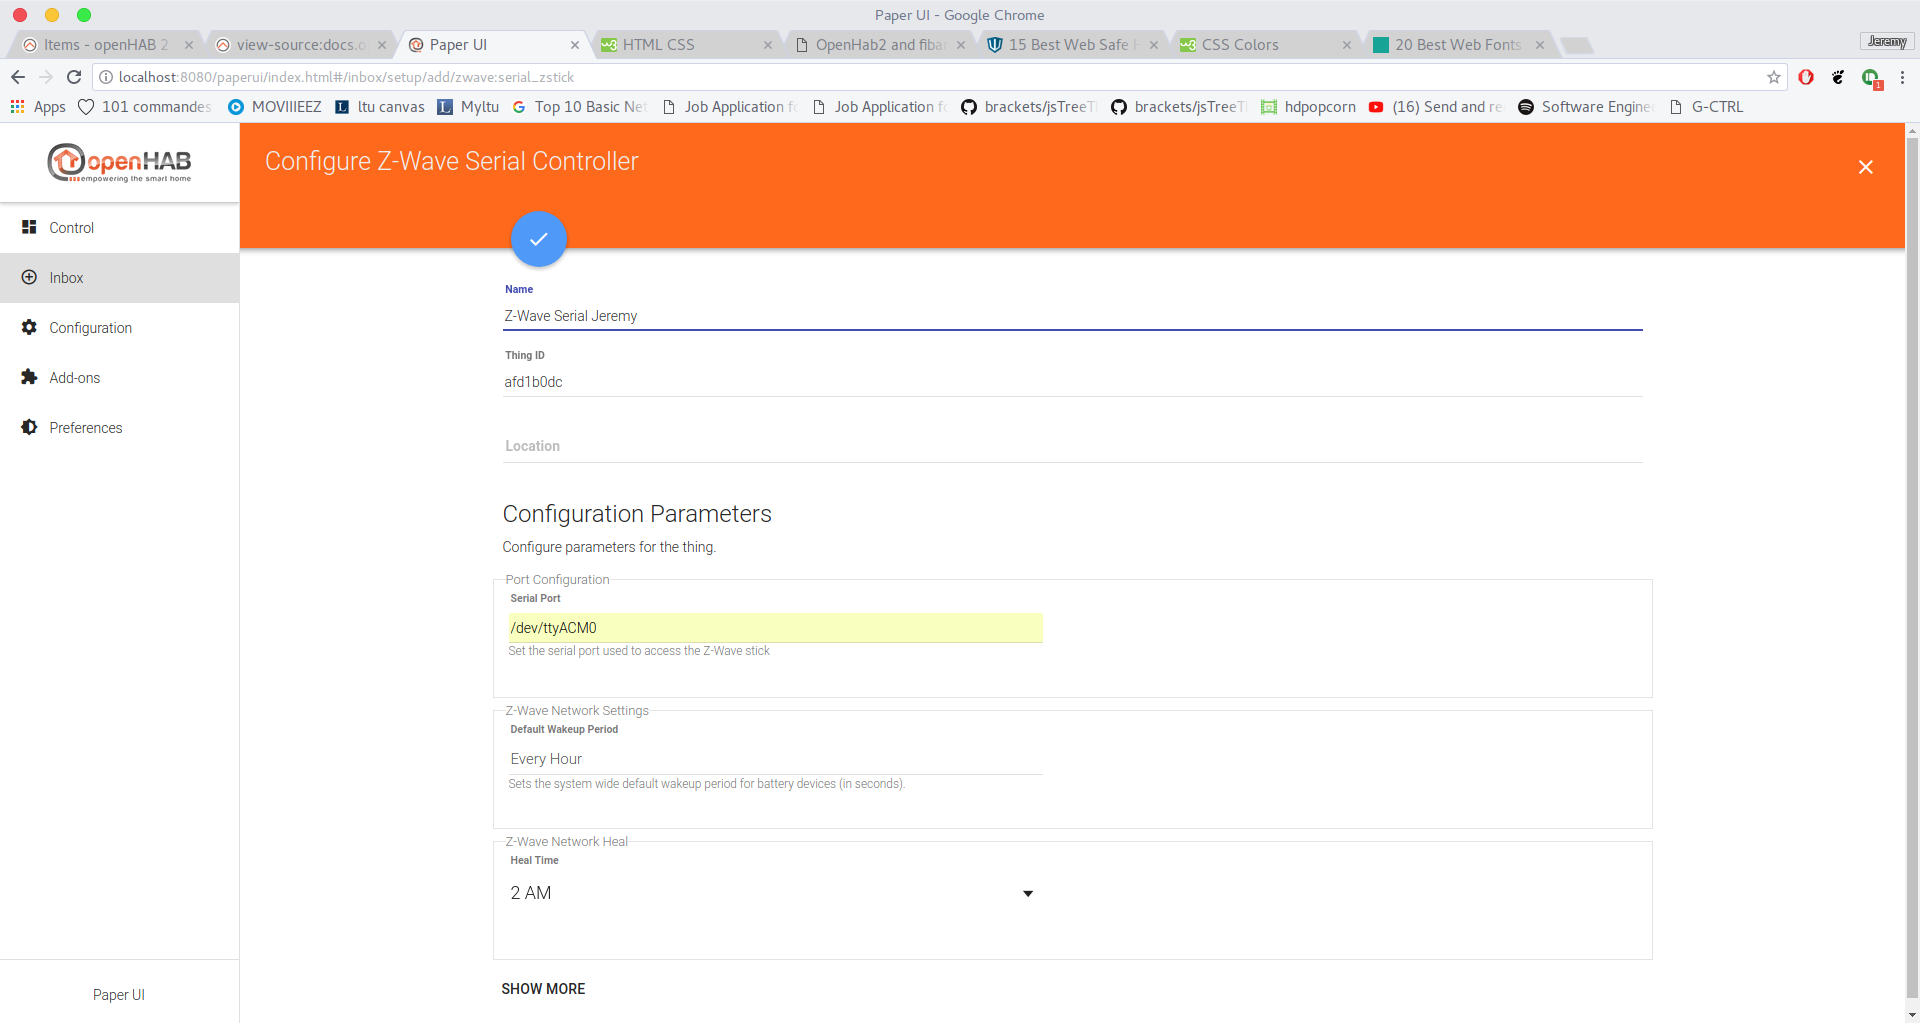 Paper UI - Google Chrome
Items - openHAB 2
view-source:docs.o
Paper UI
HTML CSS
OpenHab2 and fibar
15 Best Web Safe
CSS Colors
20 Best Web Fonts
Jeremy
localhost:8080/paperui/index.html#/inbox/setup/add/zwave:serial_zstick
1
Apps
101 commandes
MOVIIIEEZ
ltu canvas
Myltu
Top 10 Basic Net
Job Application fo
Job Application fo
brackets/jsTreeT
brackets/jsTreeT
hdpopcorn
(16) Send and re
Software Enginee
G-CTRL
openHAB
empowering the smart home
Configure Z-Wave Serial Controller
Control
Inbox
Configuration
Add-ons
Preferences
Name
Z-Wave Serial Jeremy
Thing ID
afd1b0dc
Location
Configuration Parameters
Configure parameters for the thing.
Port Configuration
Serial Port
/dev/ttyACM0
Set the serial port used to access the Z-Wave stick
Z-Wave Network Settings
Default Wakeup Period
Every Hour
Sets the system wide default wakeup period for battery devices (in seconds).
Z-Wave Network Heal
Heal Time
2 AM
SHOW MORE
Paper UI